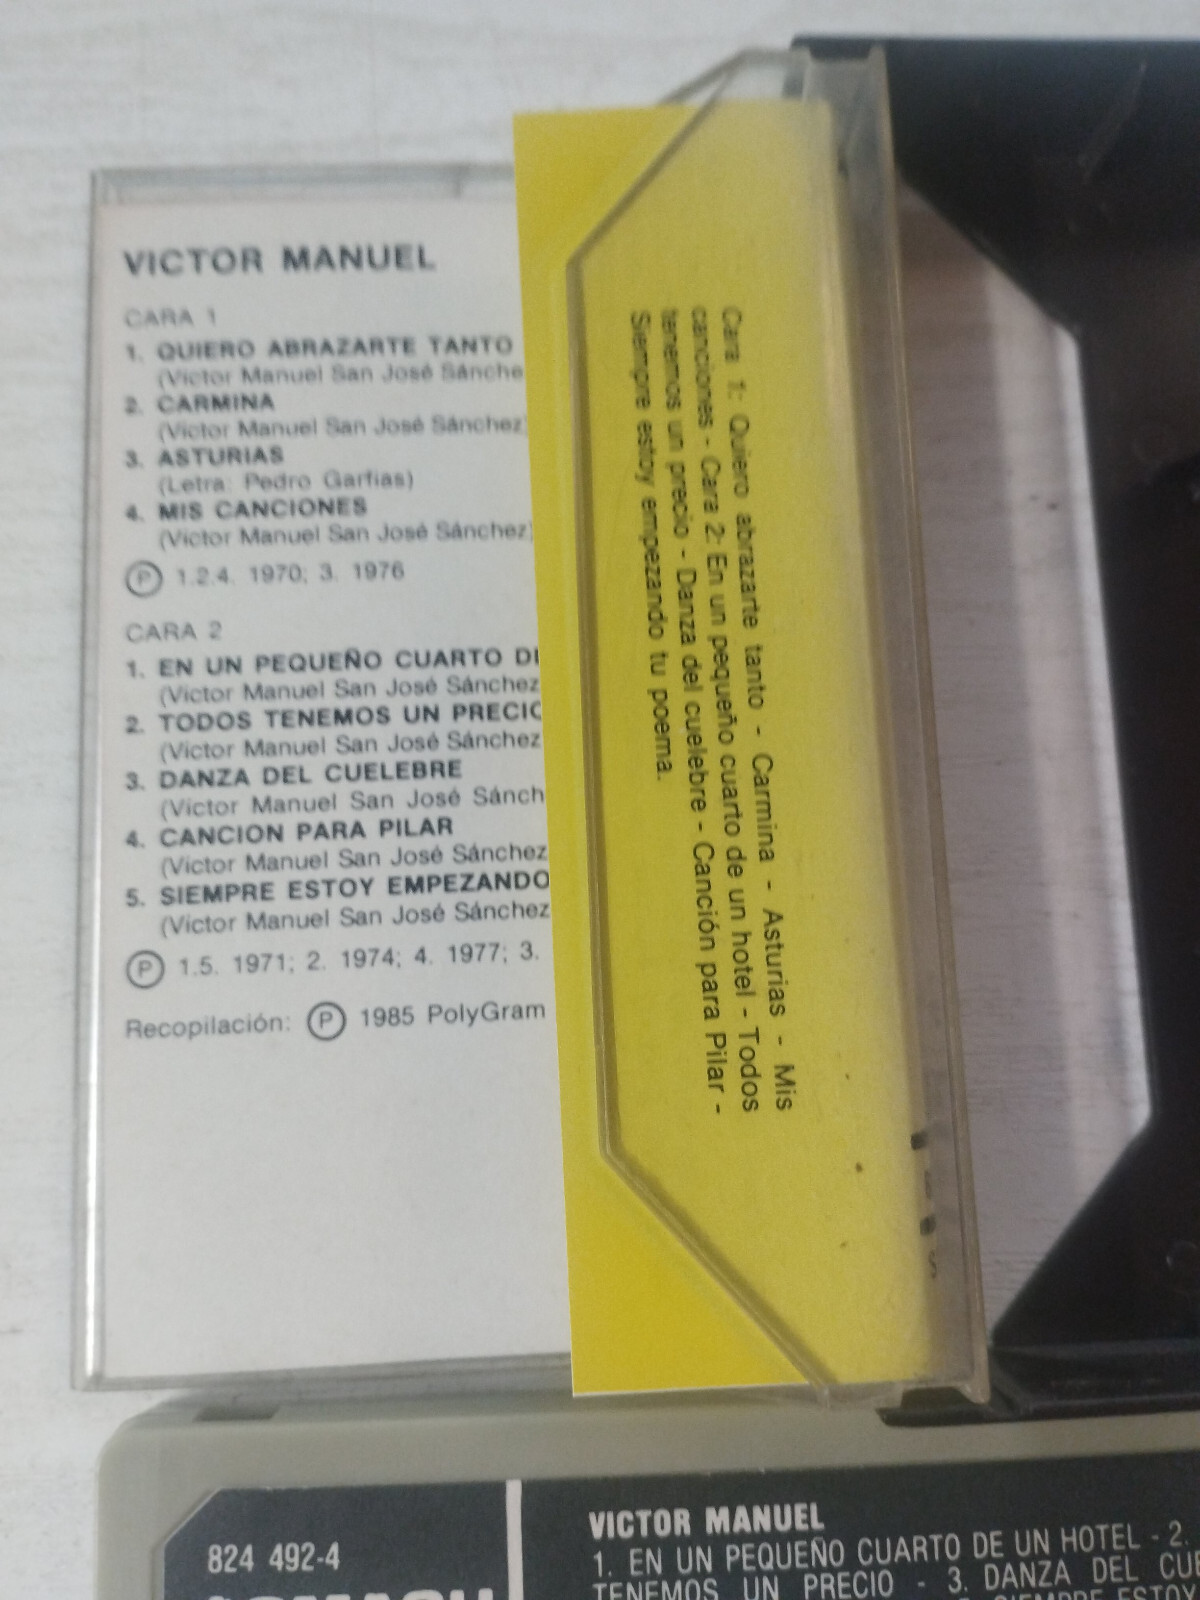 VICTOR MANUEL
CARA 1
1. QUIERO ABRAZARTE TANTO
(Victor Manuel San José Sánche
2. CARMINA
(Victor Manuel San José Sánchez)
3. ASTURIAS
(Letra: Pedro Garfias)
4. MIS CANCIONES
(Victor Manuel San José Sánchez)
Ⓟ 1.2.4. 1970; 3. 1976
CARA 2
1. EN UN PEQUEÑO CUARTO DE
(Victor Manuel San José Sánchez
2. TODOS TENEMOS UN PRECIO
(Victor Manuel San José Sánchez
3. DANZA DEL CUELEBRE
(Victor Manuel San José Sánch
4. CANCION PARA PILAR
(Victor Manuel San José Sánchez
5. SIEMPRE ESTOY EMPEZANDO
(Victor Manuel San José Sánchez
Ⓟ 1.5. 1971; 2. 1974; 4. 1977; 3.
Recopilación: Ⓟ 1985 PolyGram
Cara 1: Quiero abrazarte tanto - Carmina - Asturias - Mis
canciones - Cara 2: En un pequeño cuarto de un hotel - Todos
tenemos un precio - Danza del cuelebre - Canción para Pilar -
Siempre estoy empezando tu poema.
824 492-4
VICTOR MANUEL
1. EN UN PEQUEÑO CUARTO DE UN HOTEL - 2.
TENEMOS UN PRECIO - 3. DANZA DEL CUE
SIEMPRE ESTOY